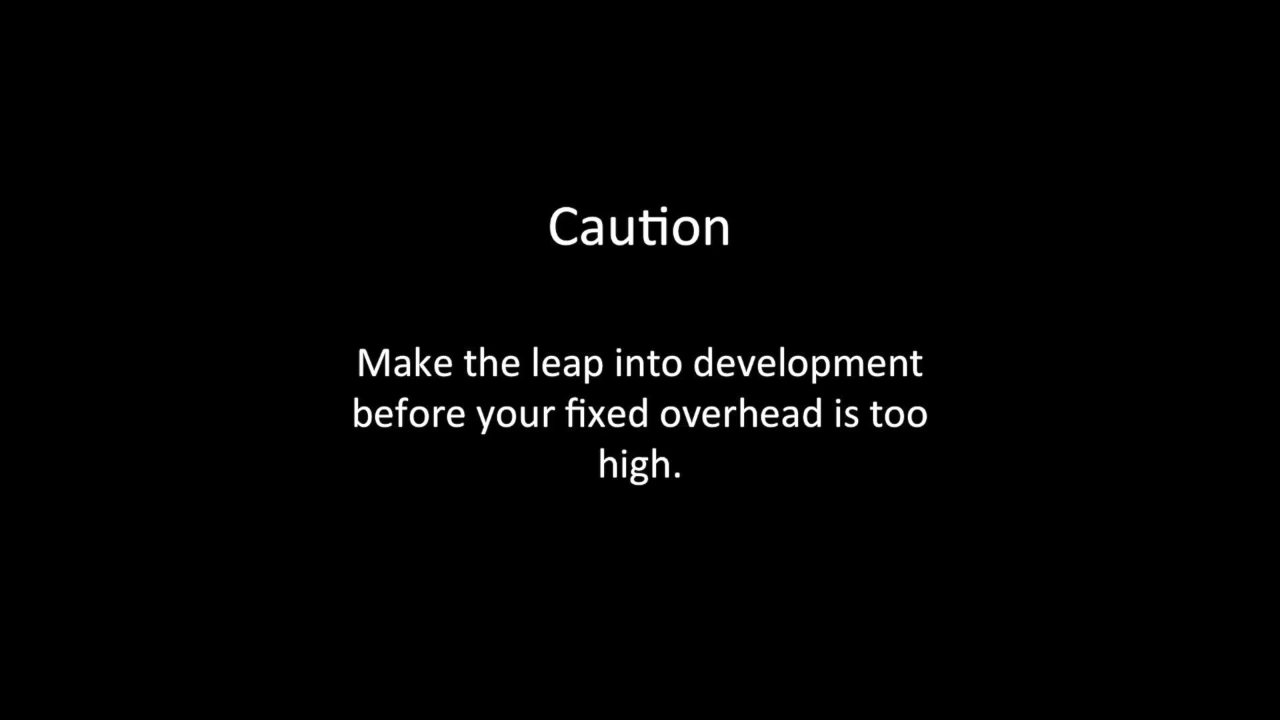 Caution
Make the leap into development
before your fixed overhead is too
high.